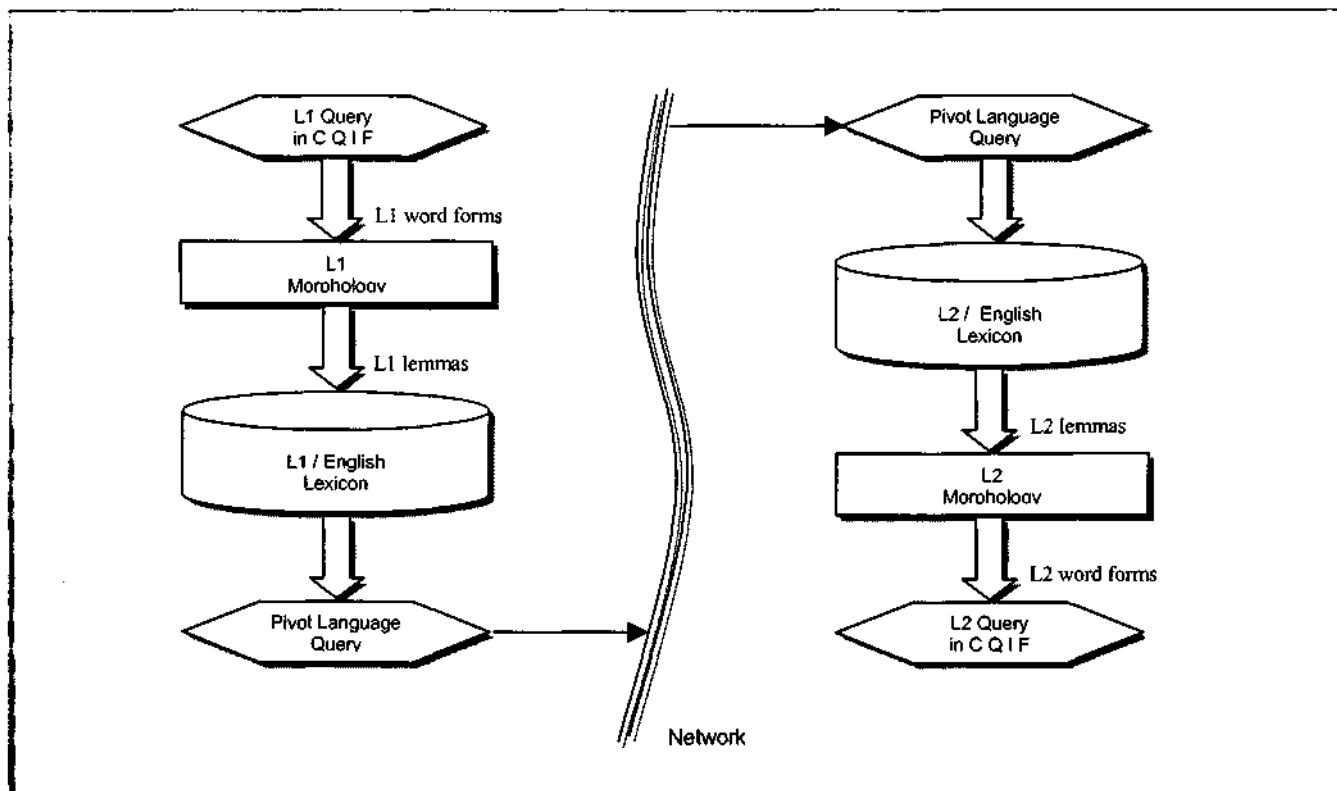 L1 Query
in C Q I F
L1 word forms
L1
Morphology
L1 lemmas
L1 / English
Lexicon
Pivot Language
Query
Network
Pivot Language
Query
L2 / English
Lexicon
L2 lemmas
L2
Morphology
L2 word forms
L2 Query
in C Q I F